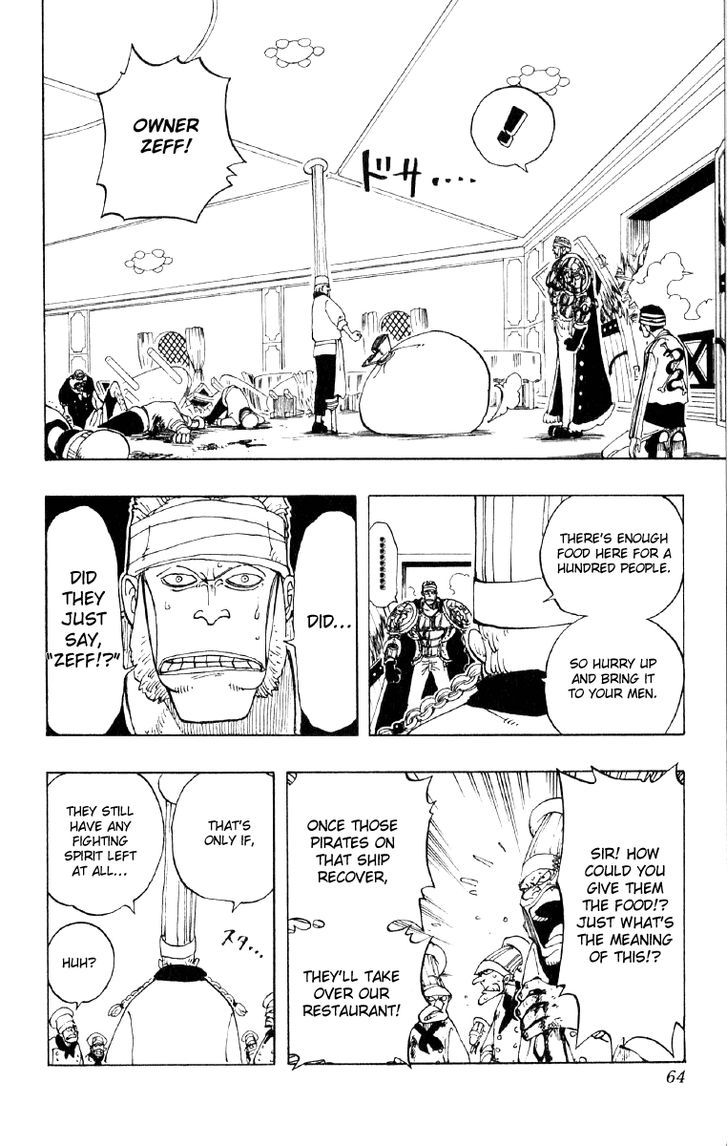 !
ドサ....
OWNER
ZEFF!
THERE'S ENOUGH
FOOD HERE FOR A
HUNDRED PEOPLE.
SO HURRY UP
AND BRING IT
TO YOUR MEN.
.........
DID...
DID
THEY
JUST
SAY,
"ZEFF!?"
SIR! HOW
COULD YOU
GIVE THEM
THE FOOD!?
JUST WHAT'S
THE MEANING
OF THIS!?
ONCE THOSE
PIRATES ON
THAT SHIP
RECOVER,
THEY'LL TAKE
OVER OUR
RESTAURANT!
THAT'S
ONLY IF,
THEY STILL
HAVE ANY
FIGHTING
SPIRIT LEFT
AT ALL...
スタ...
HUH?
64